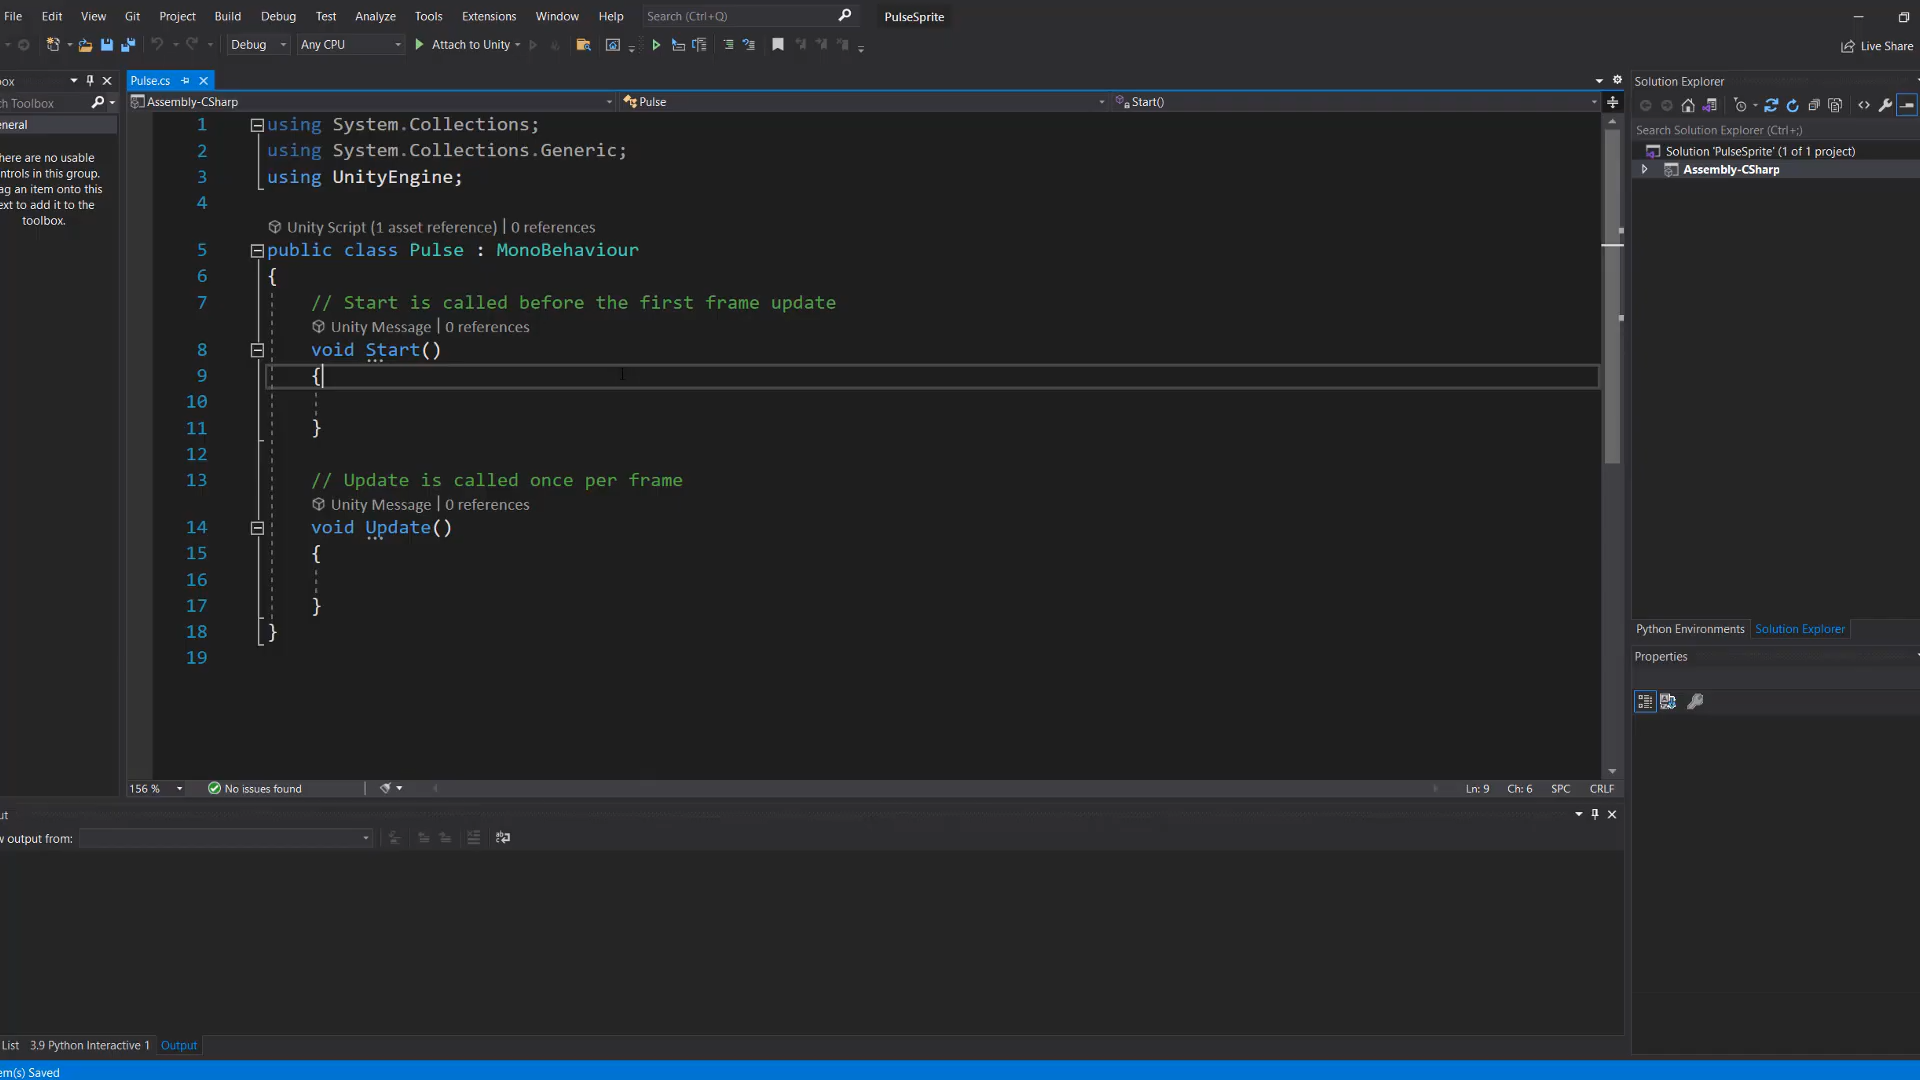 File Edit View Git Project Build Debug Test Analyze Tools Extensions Window Help Search (Ctrl+Q) PulseSprite
Debug Any CPU Attach to Unity Live Share
ox
Pulse.cs
ch Toolbox
eneral
here are no usable
ontrols in this group.
ag an item onto this
ext to add it to the
toolbox.
Assembly-CSharp Pulse Start()
1 using System.Collections;
2 using System.Collections.Generic;
3 using UnityEngine;
4
Unity Script (1 asset reference) | 0 references
5 public class Pulse : MonoBehaviour
6 {
7 // Start is called before the first frame update
Unity Message | 0 references
8 void Start()
9 {
10
11 }
12
13 // Update is called once per frame
Unity Message | 0 references
14 void Update()
15 {
16
17 }
18 }
19
156 % No issues found Ln: 9 Ch: 6 SPC CRLF
Solution Explorer
Search Solution Explorer (Ctrl+;)
Solution 'PulseSprite' (1 of 1 project)
Assembly-CSharp
Python Environments Solution Explorer
Properties
ut
w output from:
List 3.9 Python Interactive 1 Output
em(s) Saved